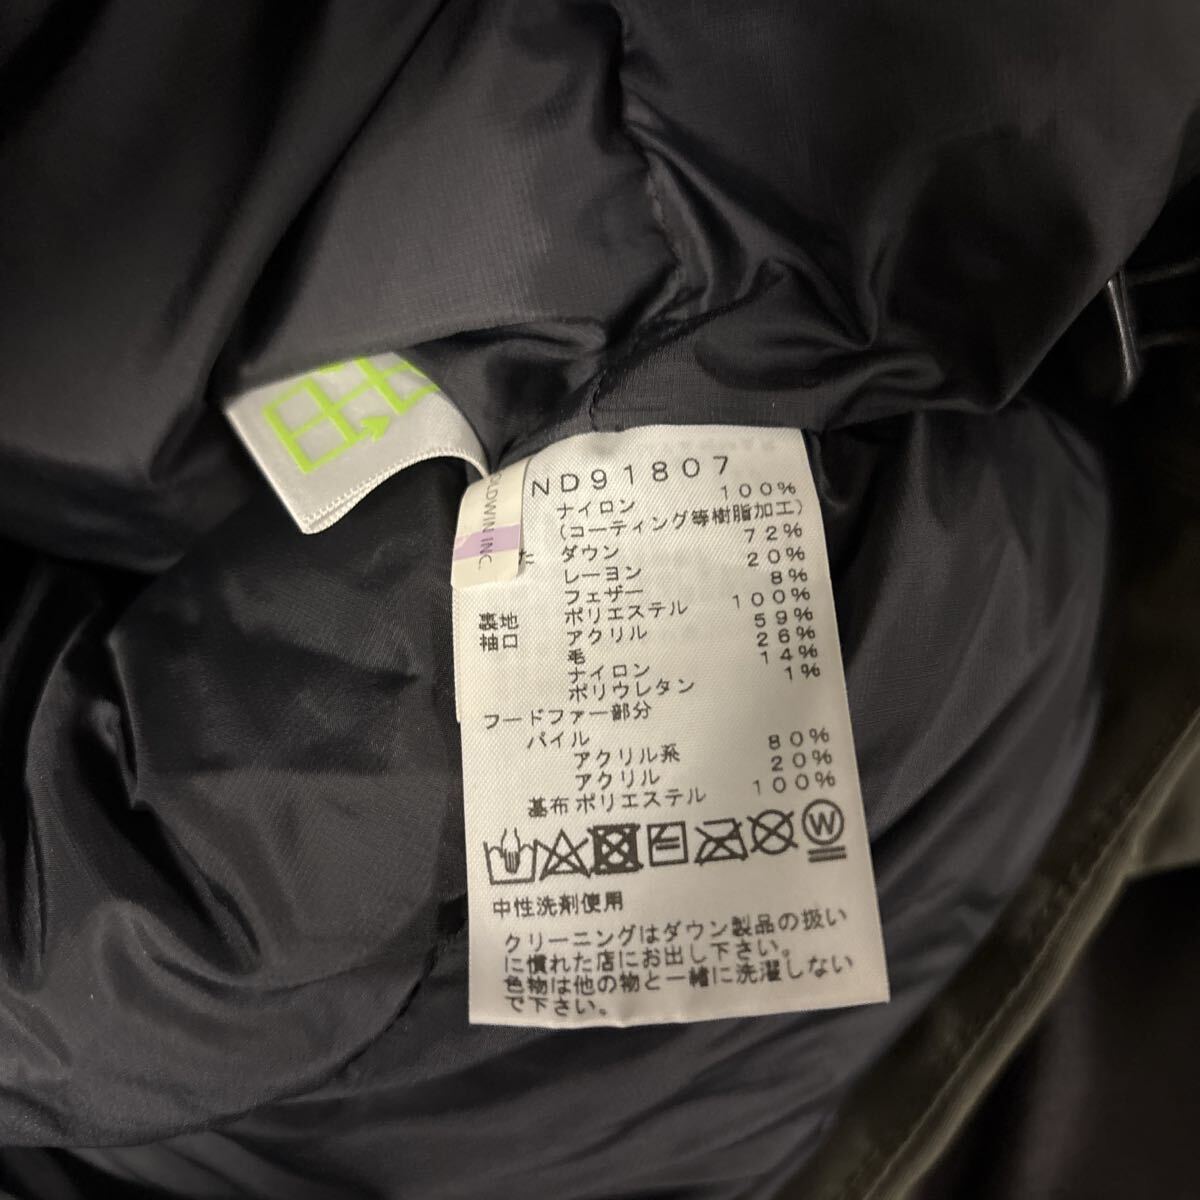 OLDWIN INC.
ND91807
ナイロン 100%
(コーティング等樹脂加工)
た ダウン 72%
レーヨン 20%
フェザー 8%
裏地 ポリエステル 100%
袖口 アクリル 59%
毛 26%
ナイロン 14%
ポリウレタン 1%
フードファー部分
パイル
アクリル系 80%
アクリル 20%
基布 ポリエステル 100%
W
中性洗剤使用
クリーニングはダウン製品の扱い
に慣れた店にお出し下さい。
色物は他の物と一緒に洗濯しない
で下さい。